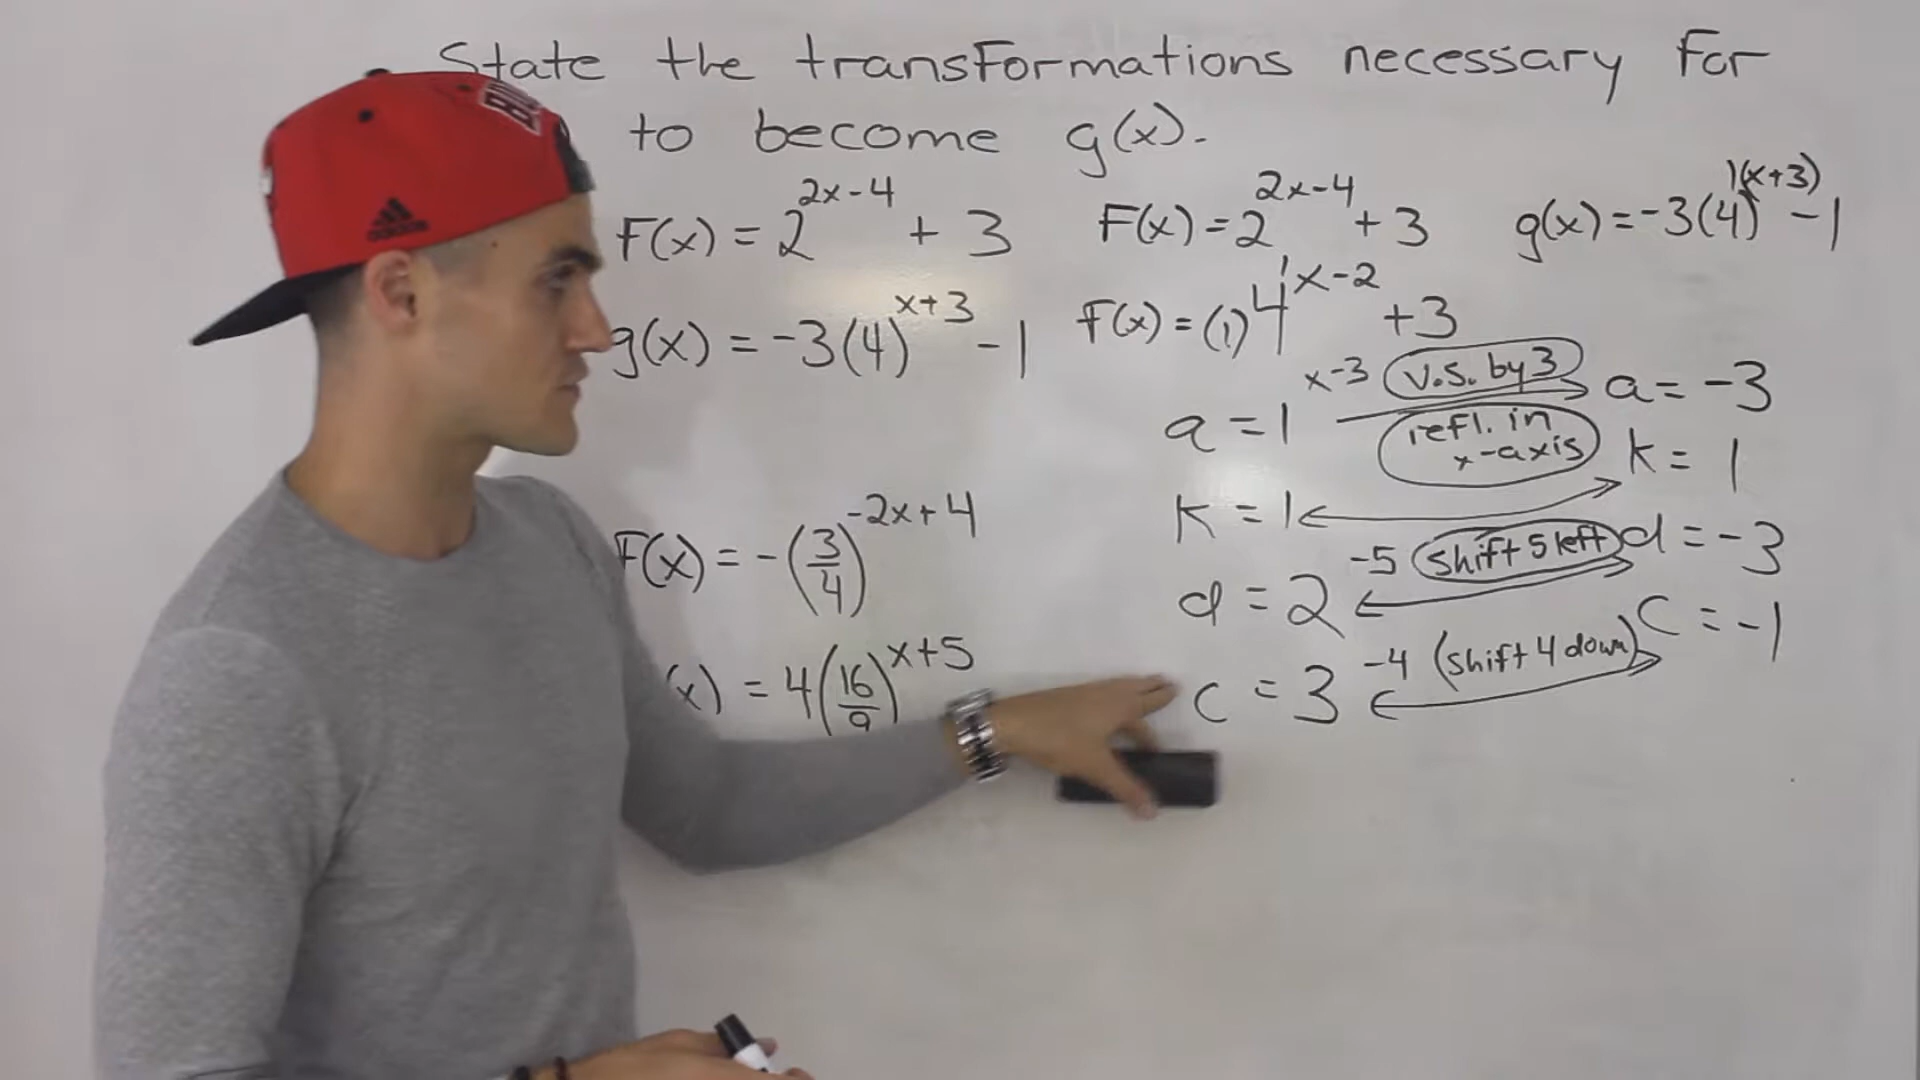 State the transformations necessary for
to become g(x).
F(x) = 2^{2x-4} + 3
g(x) = -3(4)^{x+3} - 1
F(x) = -(3/4)^{-2x+4}
(x) = 4(16/9)^{x+5}
F(x) = 2^{2x-4} + 3
g(x) = -3(4)^{1(x+3)} - 1
F(x) = (1)4^{x-2} + 3
x-3 v.s. by 3 a = -3
a = 1 refl. in
x-axis k = 1
k = 1
-5 shift 5 left d = -3
d = 2
-4 (shift 4 down) c = -1
c = 3
adidas